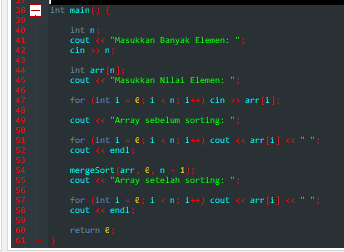 38 int main() {
39
40 int n;
41 cout << "Masukkan Banyak Elemen: ";
42 cin >> n;
43
44 int arr[n];
45 cout << "Masukkan Nilai Elemen: ";
46
47 for (int i = 0; i < n; i++) cin >> arr[i];
48
49 cout << "Array sebelum sorting: ";
50
51 for (int i = 0; i < n; i++) cout << arr[i] << " ";
52 cout << endl;
53
54 mergeSort(arr, 0, n - 1);
55 cout << "Array setelah sorting: ";
56
57 for (int i = 0; i < n; i++) cout << arr[i] << " ";
58 cout << endl;
59
60 return 0;
61 }